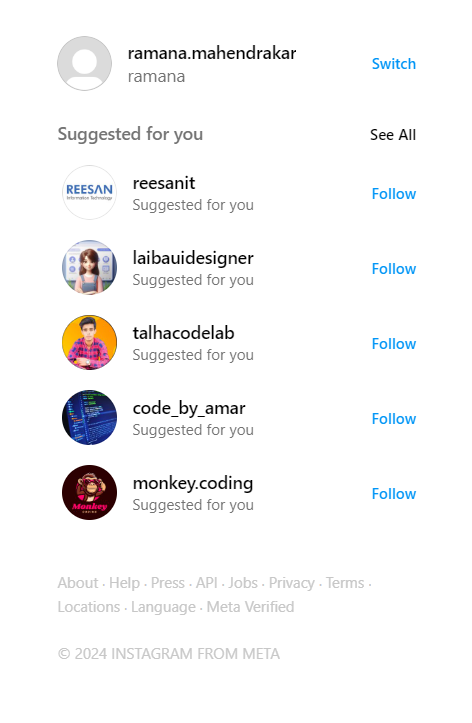 ramana.mahendrakar
ramana
Switch
Suggested for you
See All
REESAN
Information Technology
reesanit
Suggested for you
Follow
laibauidesigner
Suggested for you
Follow
talhacodelab
Suggested for you
Follow
code_by_amar
Suggested for you
Follow
Monkey
CODING
monkey.coding
Suggested for you
Follow
About · Help · Press · API · Jobs · Privacy · Terms ·
Locations · Language · Meta Verified
© 2024 INSTAGRAM FROM META